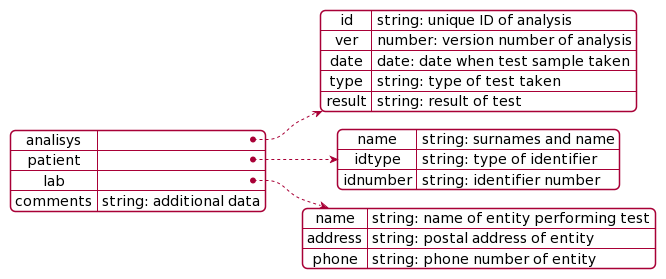 id string: unique ID of analysis
ver number: version number of analysis
date date: date when test sample taken
type string: type of test taken
result string: result of test
analisys
patient
lab
comments string: additional data
name string: surnames and name
idtype string: type of identifier
idnumber string: identifier number
name string: name of entity performing test
address string: postal address of entity
phone string: phone number of entity